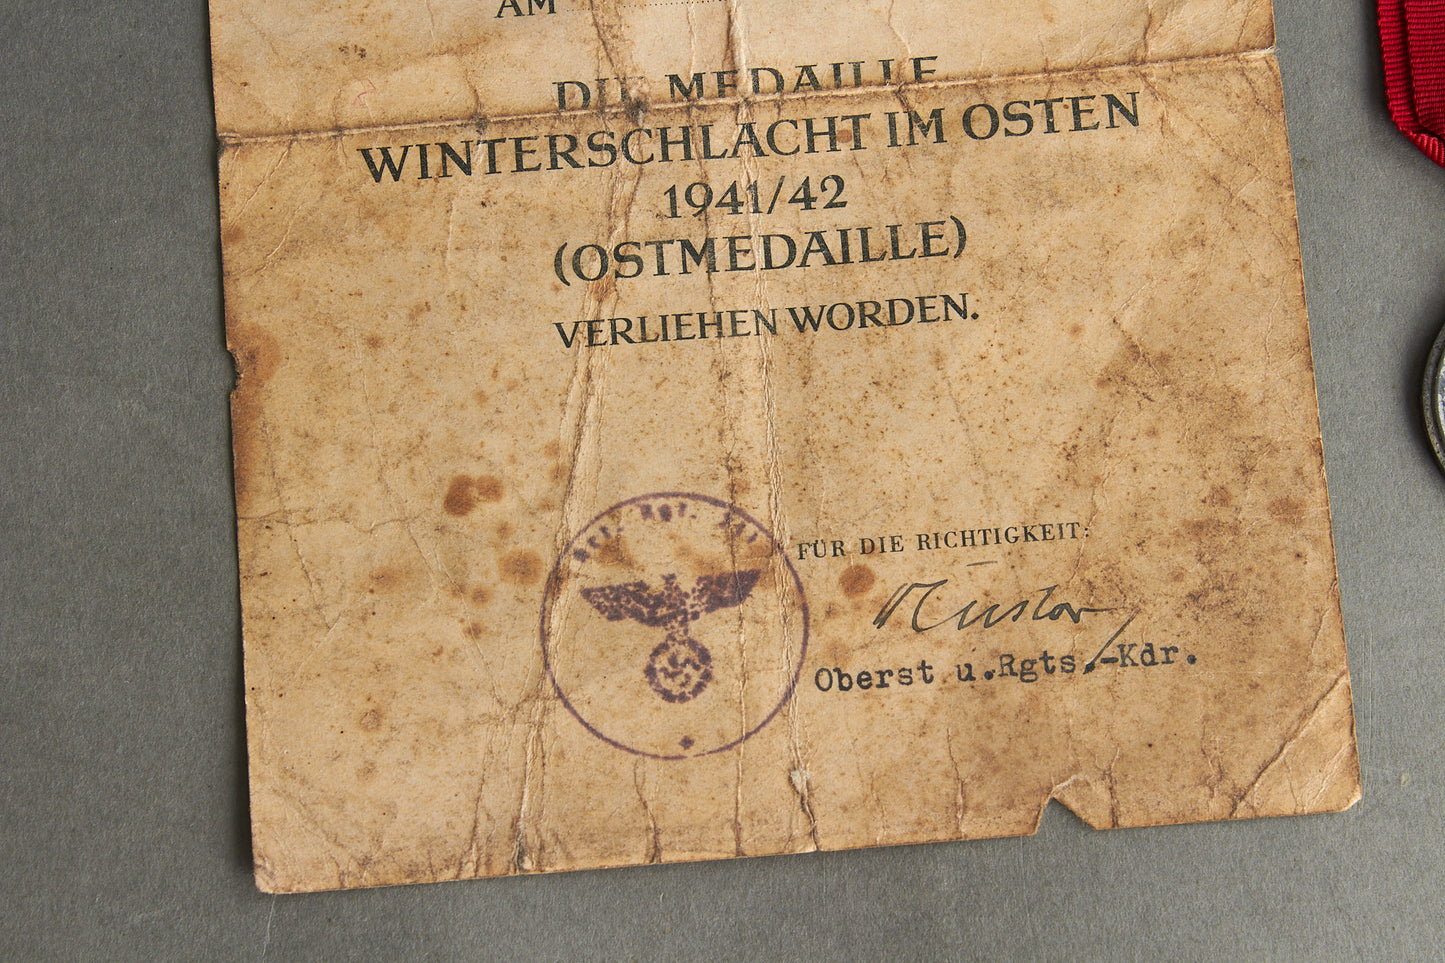 AM
DIE MEDAILLE
WINTERSCHLACHT IM OSTEN
1941/42
(OSTMEDAILLE)
VERLIEHEN WORDEN.
FÜR DIE RICHTIGKEIT:
Oberst u.Rgts.-Kdr.